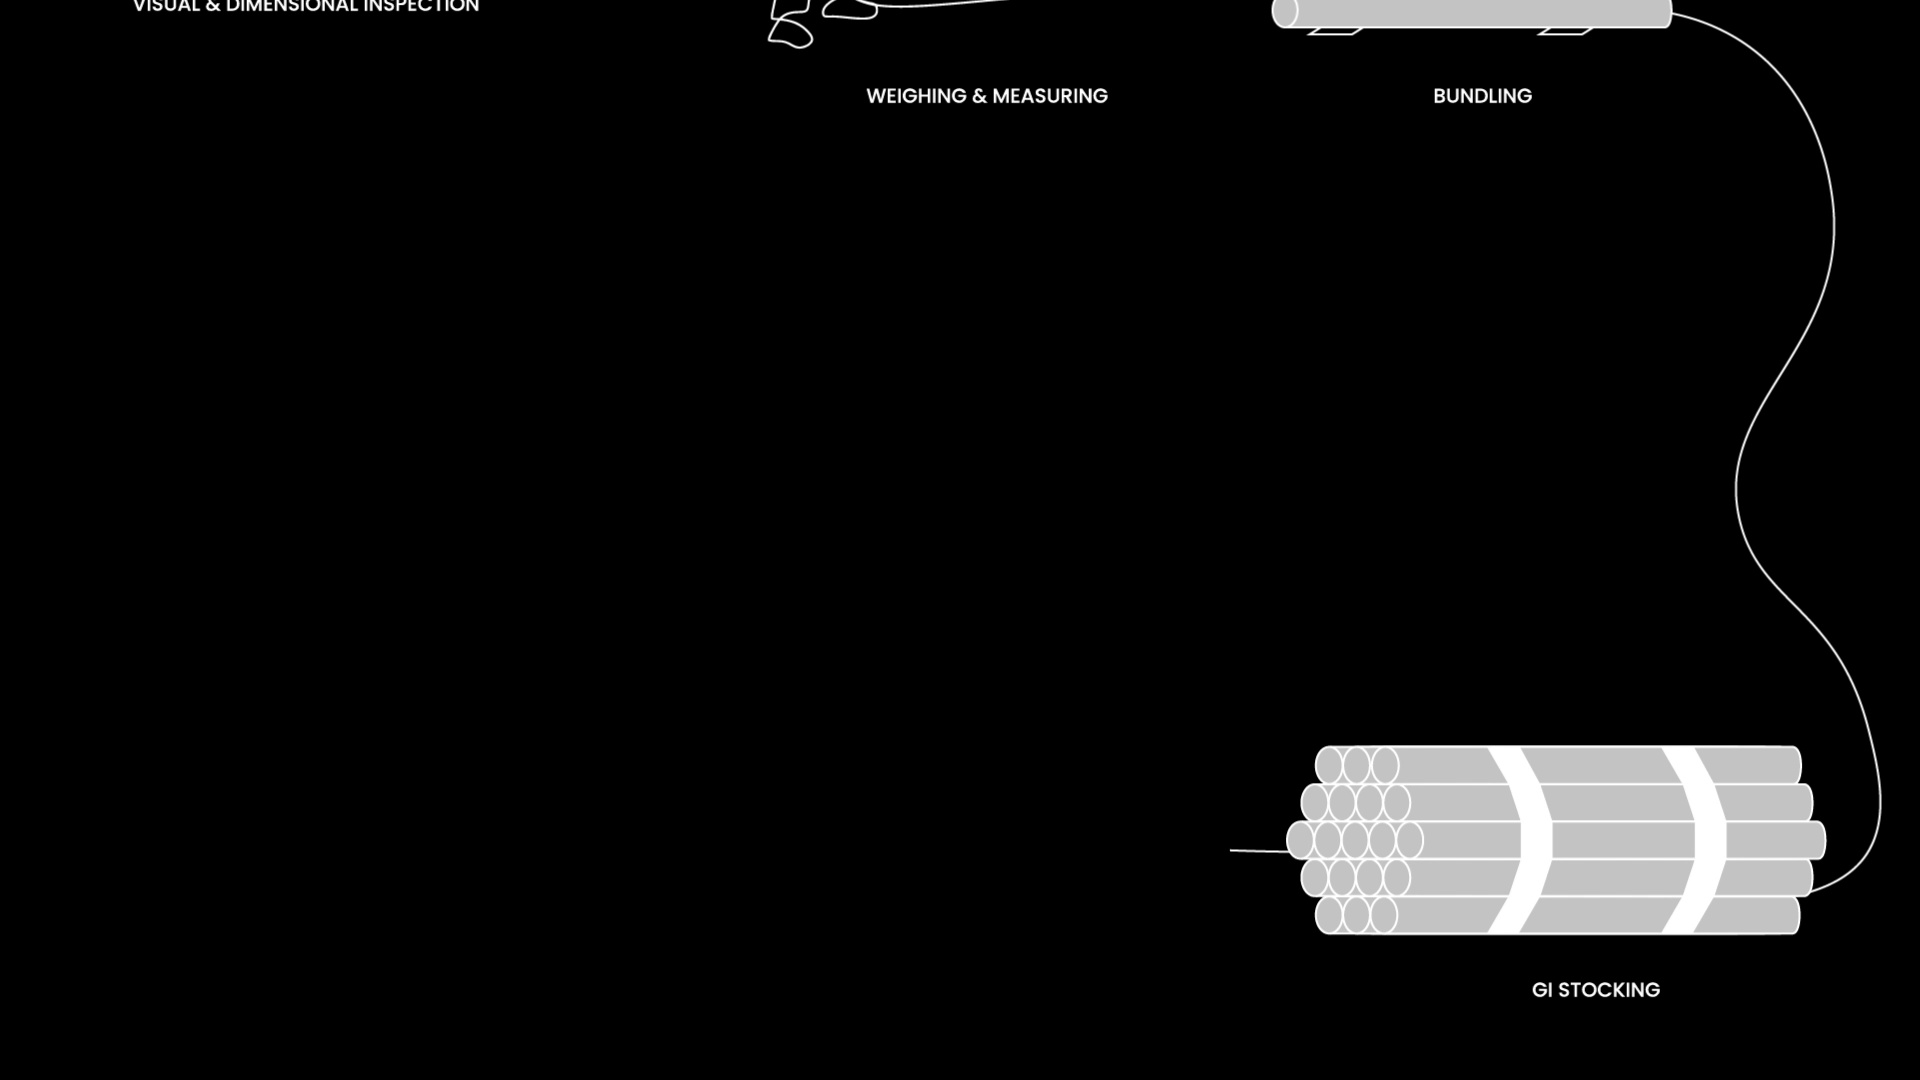 VISUAL & DIMENSIONAL INSPECTION
WEIGHING & MEASURING
BUNDLING
GI STOCKING